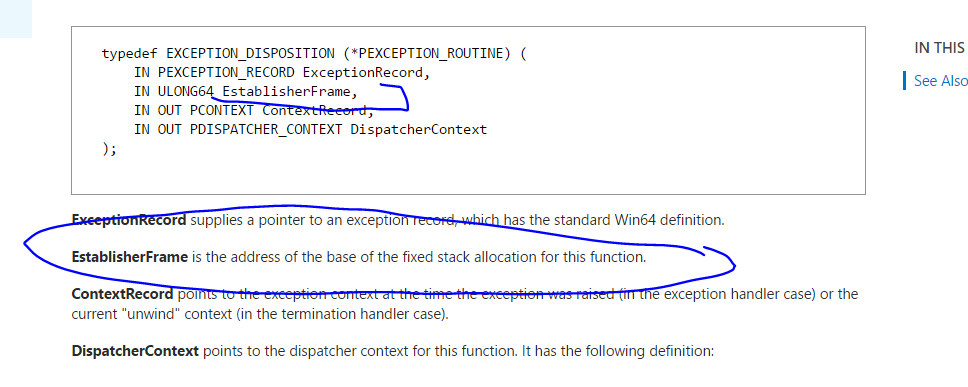 typedef EXCEPTION_DISPOSITION (*PEXCEPTION_ROUTINE) (
IN PEXCEPTION_RECORD ExceptionRecord,
IN ULONG64 EstablisherFrame,
IN OUT PCONTEXT ContextRecord,
IN OUT PDISPATCHER_CONTEXT DispatcherContext
);
ExceptionRecord supplies a pointer to an exception record, which has the standard Win64 definition.
EstablisherFrame is the address of the base of the fixed stack allocation for this function.
ContextRecord points to the exception context at the time the exception was raised (in the exception handler case) or the
current "unwind" context (in the termination handler case).
DispatcherContext points to the dispatcher context for this function. It has the following definition:
IN THIS
See Also